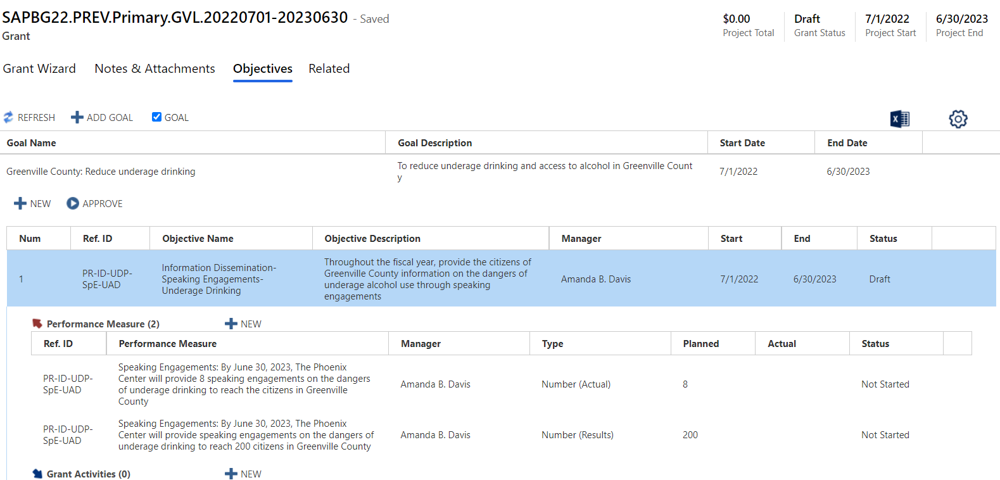 SAPBG22.PREV.Primary.GVL.20220701-20230630 - Saved
Grant
$0.00
Project Total
Draft
Grant Status
7/1/2022
Project Start
6/30/2023
Project End
Grant Wizard Notes & Attachments Objectives Related
REFRESH ADD GOAL GOAL
Goal Name Goal Description Start Date End Date
Greenville County: Reduce underage drinking
To reduce underage drinking and access to alcohol in Greenville Count
y
7/1/2022 6/30/2023
NEW APPROVE
Num Ref. ID Objective Name Objective Description Manager Start End Status
1
PR-ID-UDP-
SpE-UAD
Information Dissemination-
Speaking Engagements-
Underage Drinking
Throughout the fiscal year, provide the citizens of
Greenville County information on the dangers of
underage alcohol use through speaking
engagements
Amanda B. Davis 7/1/2022 6/30/2023 Draft
Performance Measure (2) NEW
Ref. ID Performance Measure Manager Type Planned Actual Status
PR-ID-UDP-
SpE-UAD
Speaking Engagements: By June 30, 2023, The Phoenix
Center will provide 8 speaking engagements on the dangers
of underage drinking to reach the citizens in Greenville
County
Amanda B. Davis Number (Actual) 8 Not Started
PR-ID-UDP-
SpE-UAD
Speaking Engagements: By June 30, 2023, The Phoenix
Center will provide speaking engagements on the dangers of
underage drinking to reach 200 citizens in Greenville County
Amanda B. Davis Number (Results) 200 Not Started
Grant Activities (0) NEW